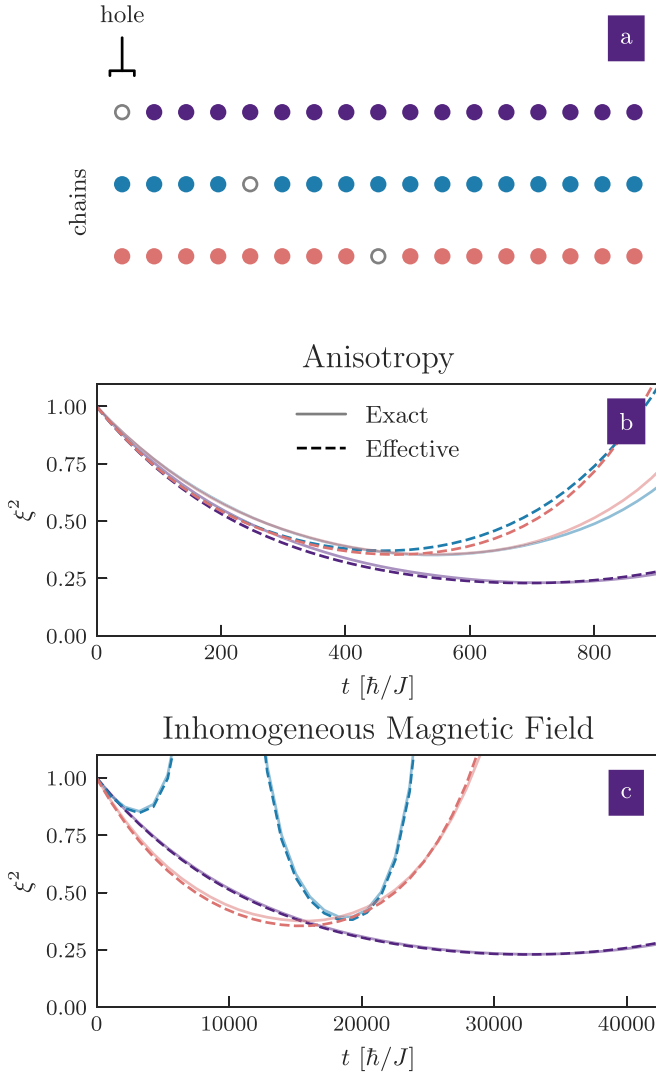 hole
a
chains
Anisotropy
1.00
0.75
0.50
0.25
0.00
ξ²
Exact
Effective
b
0 200 400 600 800
t [ħ/J]
Inhomogeneous Magnetic Field
1.00
0.75
0.50
0.25
0.00
ξ²
c
0 10000 20000 30000 40000
t [ħ/J]